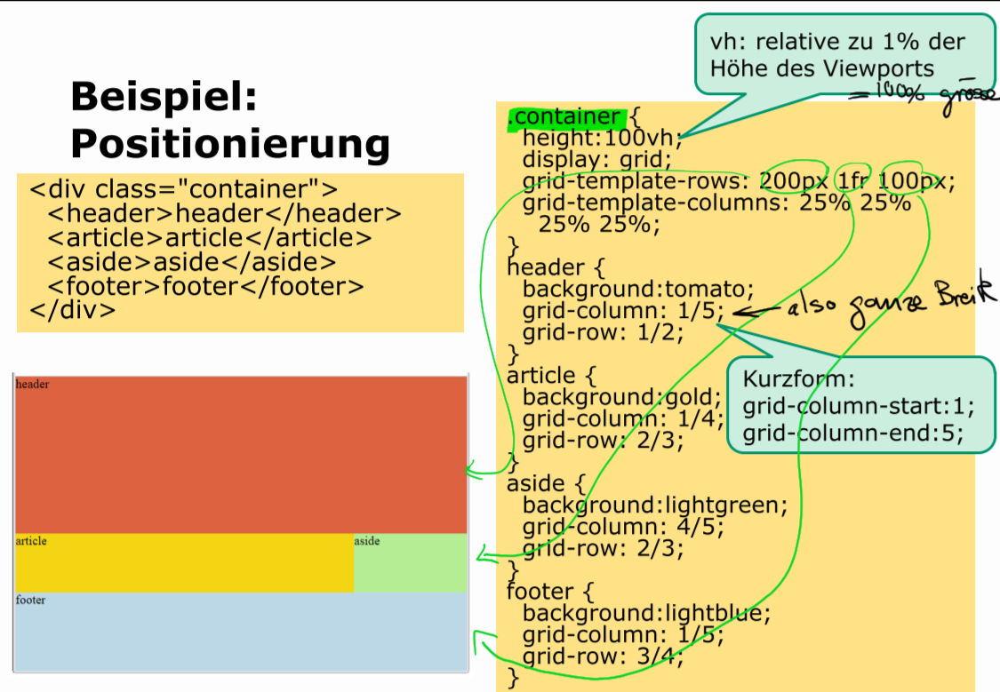 Beispiel:
Positionierung
<div class="container">
<header>header</header>
<article>article</article>
<aside>aside</aside>
<footer>footer</footer>
</div>
header
article
aside
footer
vh: relative zu 1% der
Höhe des Viewports
= 100% grösse
.container {
height:100vh;
display: grid;
grid-template-rows: 200px 1fr 100px;
grid-template-columns: 25% 25%
25% 25%;
}
header {
background:tomato;
grid-column: 1/5;
← also ganze Breite
grid-row: 1/2;
}
Kurzform:
grid-column-start:1;
grid-column-end:5;
article {
background:gold;
grid-column: 1/4;
grid-row: 2/3;
}
aside {
background:lightgreen;
grid-column: 4/5;
grid-row: 2/3;
}
footer {
background:lightblue;
grid-column: 1/5;
grid-row: 3/4;
}